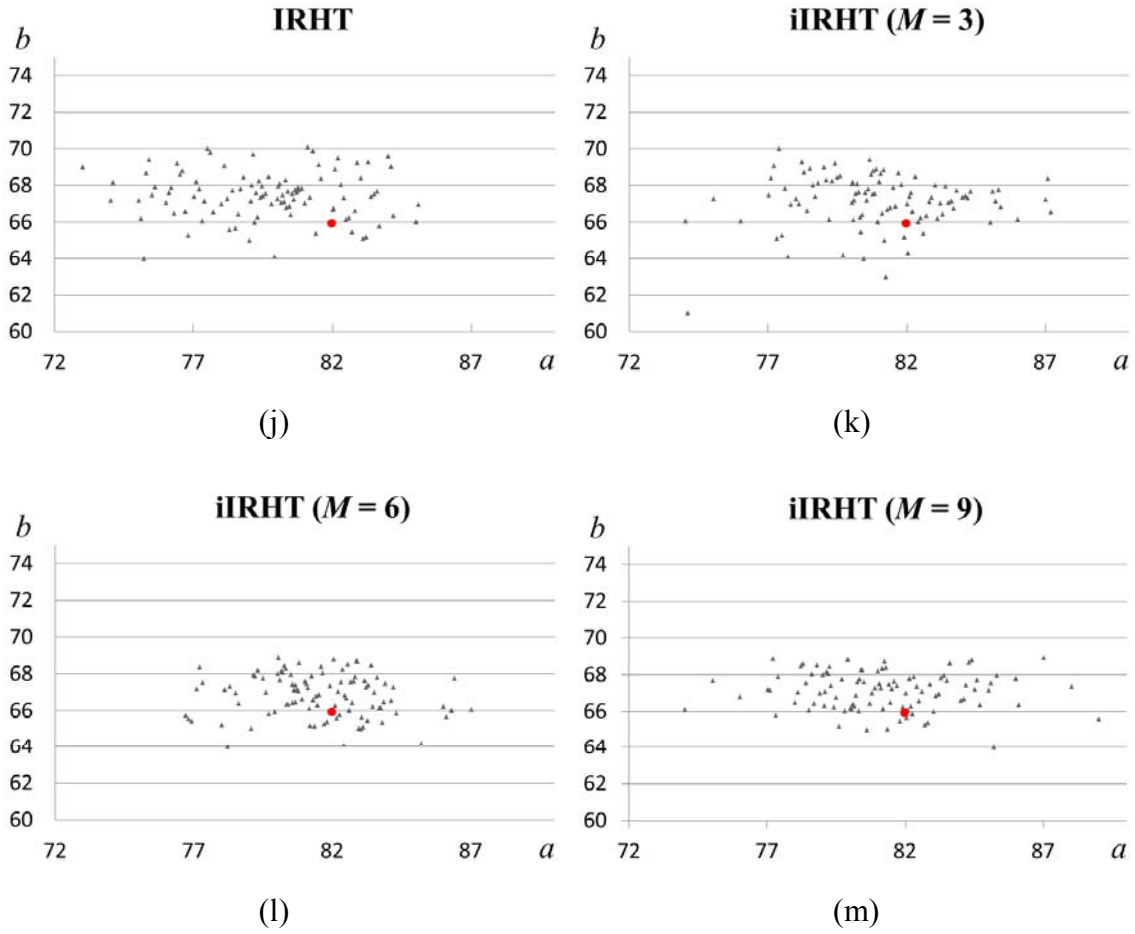 IRHT
b
74
72
70
68
66
64
62
60
72 77 82 87 a
(j)
iIRHT (M = 3)
b
74
72
70
68
66
64
62
60
72 77 82 87 a
(k)
iIRHT (M = 6)
b
74
72
70
68
66
64
62
60
72 77 82 87 a
(l)
iIRHT (M = 9)
b
74
72
70
68
66
64
62
60
72 77 82 87 a
(m)